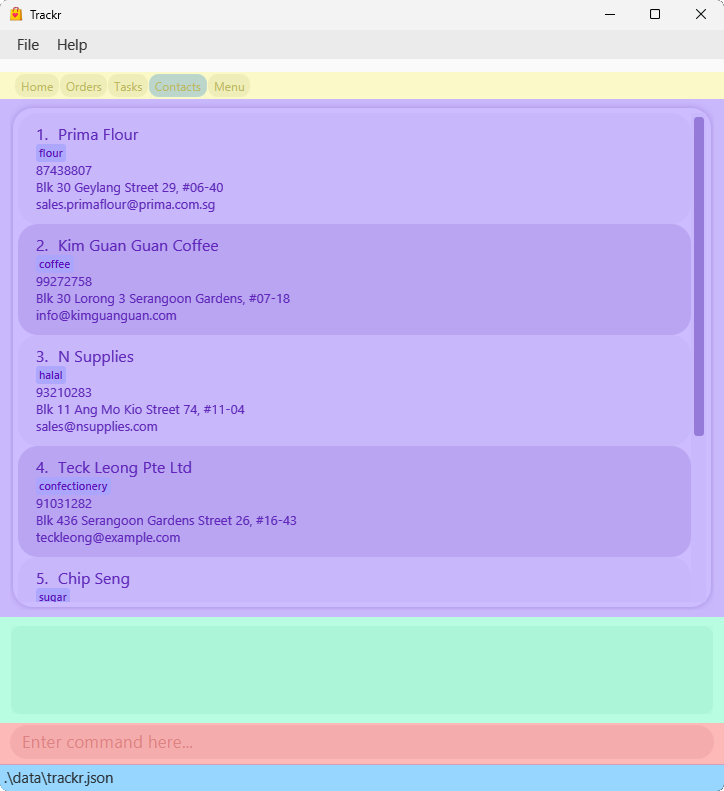 Trackr
File Help
Home Orders Tasks Contacts Menu
1. Prima Flour
flour
87438807
Blk 30 Geylang Street 29, #06-40
sales.primaflour@prima.com.sg
2. Kim Guan Guan Coffee
coffee
99272758
Blk 30 Lorong 3 Serangoon Gardens, #07-18
info@kimguanguan.com
3. N Supplies
halal
93210283
Blk 11 Ang Mo Kio Street 74, #11-04
sales@nsupplies.com
4. Teck Leong Pte Ltd
confectionery
91031282
Blk 436 Serangoon Gardens Street 26, #16-43
teckleong@example.com
5. Chip Seng
sugar
Enter command here...
.\data\trackr.json